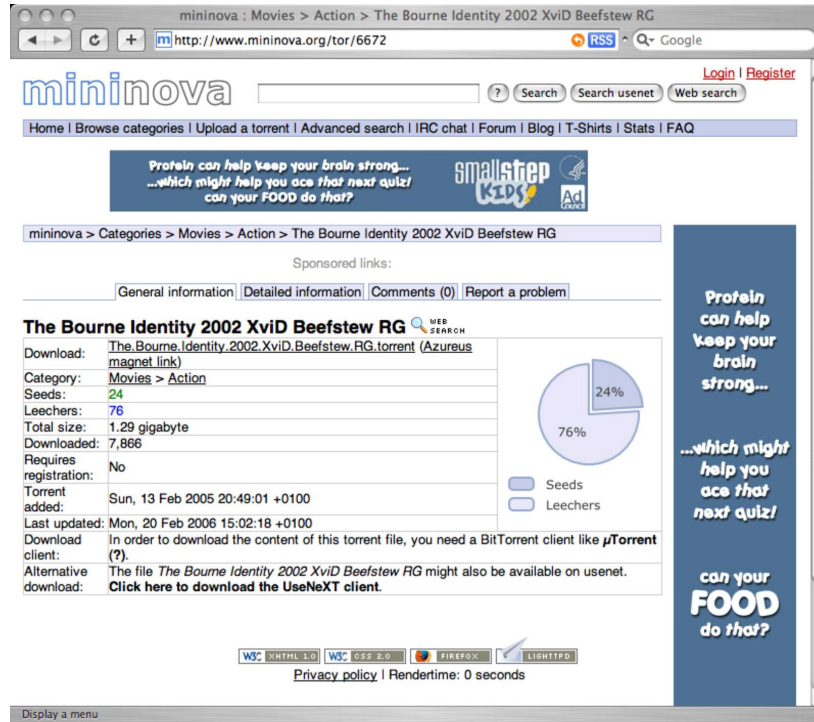 mininova : Movies > Action > The Bourne Identity 2002 XviD Beefstew RG
http://www.mininova.org/tor/6672
RSS
Google
Login | Register
mininova
? Search Search usenet Web search
Home | Browse categories | Upload a torrent | Advanced search | IRC chat | Forum | Blog | T-Shirts | Stats | FAQ
Protein can help keep your brain strong...
...which might help you ace that next quiz!
can your FOOD do that?
smallstep
KIDS
Ad
Council
mininova > Categories > Movies > Action > The Bourne Identity 2002 XviD Beefstew RG
Sponsored links:
General information Detailed information Comments (0) Report a problem
The Bourne Identity 2002 XviD Beefstew RG WEB
SEARCH
Download: The.Bourne.Identity.2002.XviD.Beefstew.RG.torrent (Azureus
magnet link)
Category: Movies > Action
Seeds: 24
Leechers: 76
Total size: 1.29 gigabyte
Downloaded: 7,866
Requires
registration: No
Torrent
added: Sun, 13 Feb 2005 20:49:01 +0100
Last updated: Mon, 20 Feb 2006 15:02:18 +0100
Download
client: In order to download the content of this torrent file, you need a BitTorrent client like µTorrent
(?).
Alternative
download: The file The Bourne Identity 2002 XviD Beefstew RG might also be available on usenet.
Click here to download the UseNeXT client.
24%
76%
Seeds
Leechers
Protein
can help
keep your
brain
strong...
...which might
help you
ace that
next quiz!
can your
FOOD
do that?
W3C XHTML 1.0 W3C CSS 2.0 FIREFOX LIGHTTPD
Privacy policy | Rendertime: 0 seconds
Display a menu